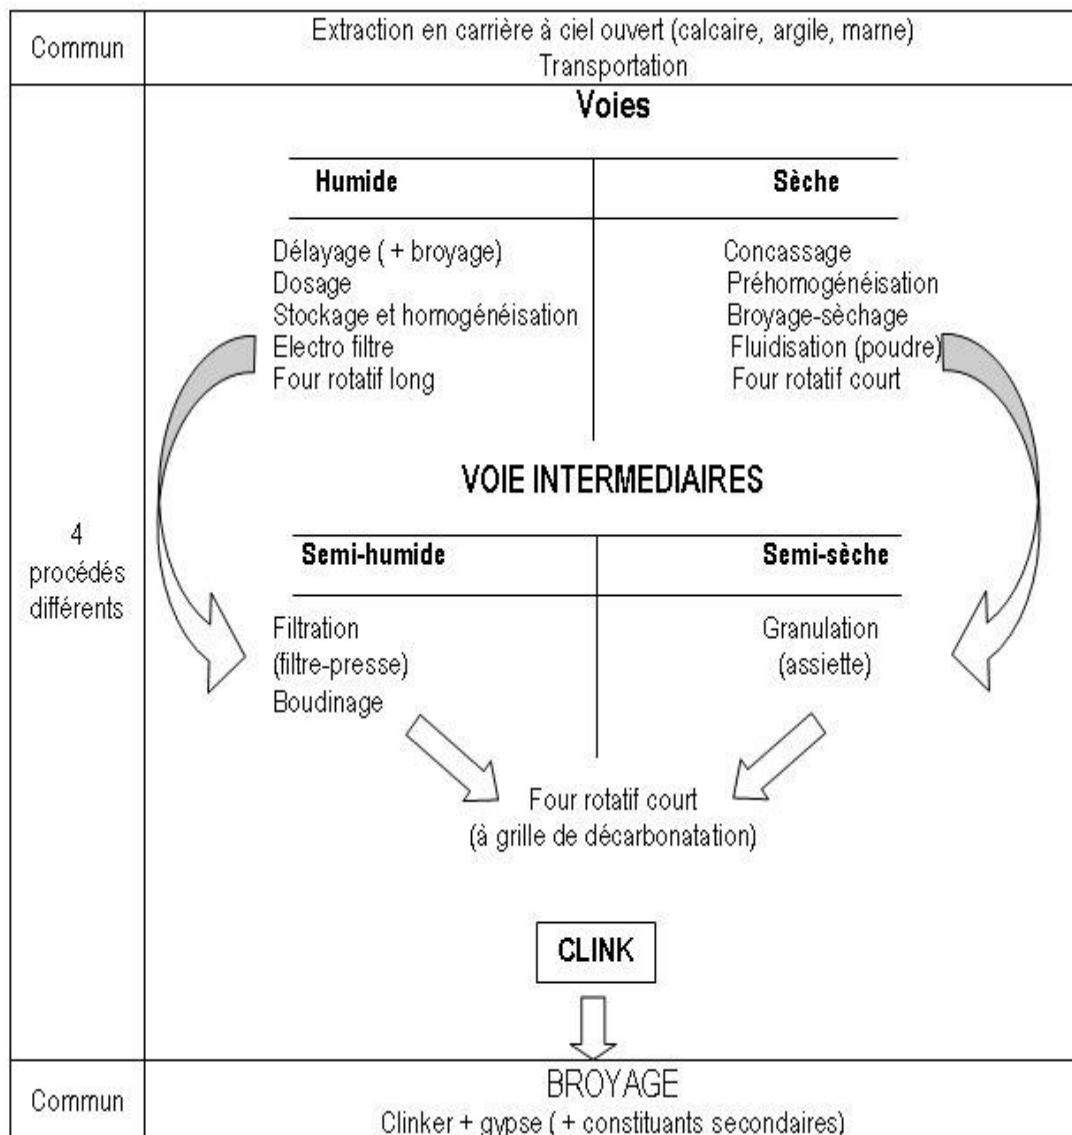 Commun
Extraction en carrière à ciel ouvert (calcaire, argile, marne)
Transportation
4
procédés
différents
Voies
Humide
Sèche
Délayage ( + broyage)
Dosage
Stockage et homogénéisation
Electro filtre
Four rotatif long
Concassage
Préhomogénéisation
Broyage-sèchage
Fluidisation (poudre)
Four rotatif court
VOIE INTERMEDIAIRES
Semi-humide
Semi-sèche
Filtration
(filtre-presse)
Boudinage
Granulation
(assiette)
Four rotatif court
(à grille de décarbonatation)
CLINK
Commun
BROYAGE
Clinker + gypse ( + constituants secondaires)